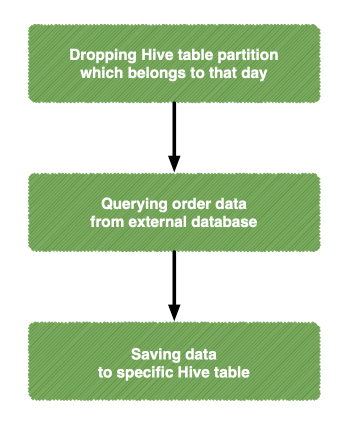 Dropping Hive table partition
which belongs to that day
Querying order data
from external database
Saving data
to specific Hive table